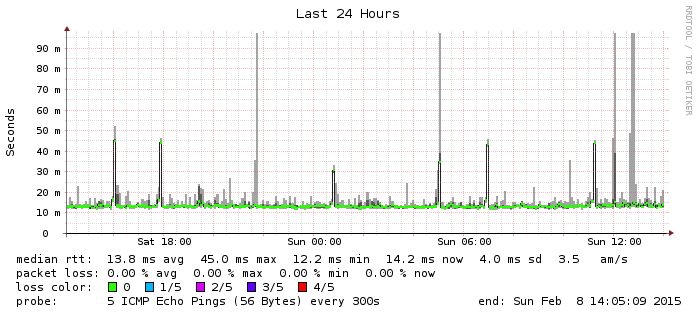 Last 24 Hours
RRDTOOL / TOBI OETIKER
Seconds
90 m
80 m
70 m
60 m
50 m
40 m
30 m
20 m
10 m
0
Sat 18:00 Sun 00:00 Sun 06:00 Sun 12:00
median rtt: 13.8 ms avg 45.0 ms max 12.2 ms min 14.2 ms now 4.0 ms sd 3.5 am/s
packet loss: 0.00 % avg 0.00 % max 0.00 % min 0.00 % now
loss color: 0 1/5 2/5 3/5 4/5
probe: 5 ICMP Echo Pings (56 Bytes) every 300s end: Sun Feb 8 14:05:09 2015